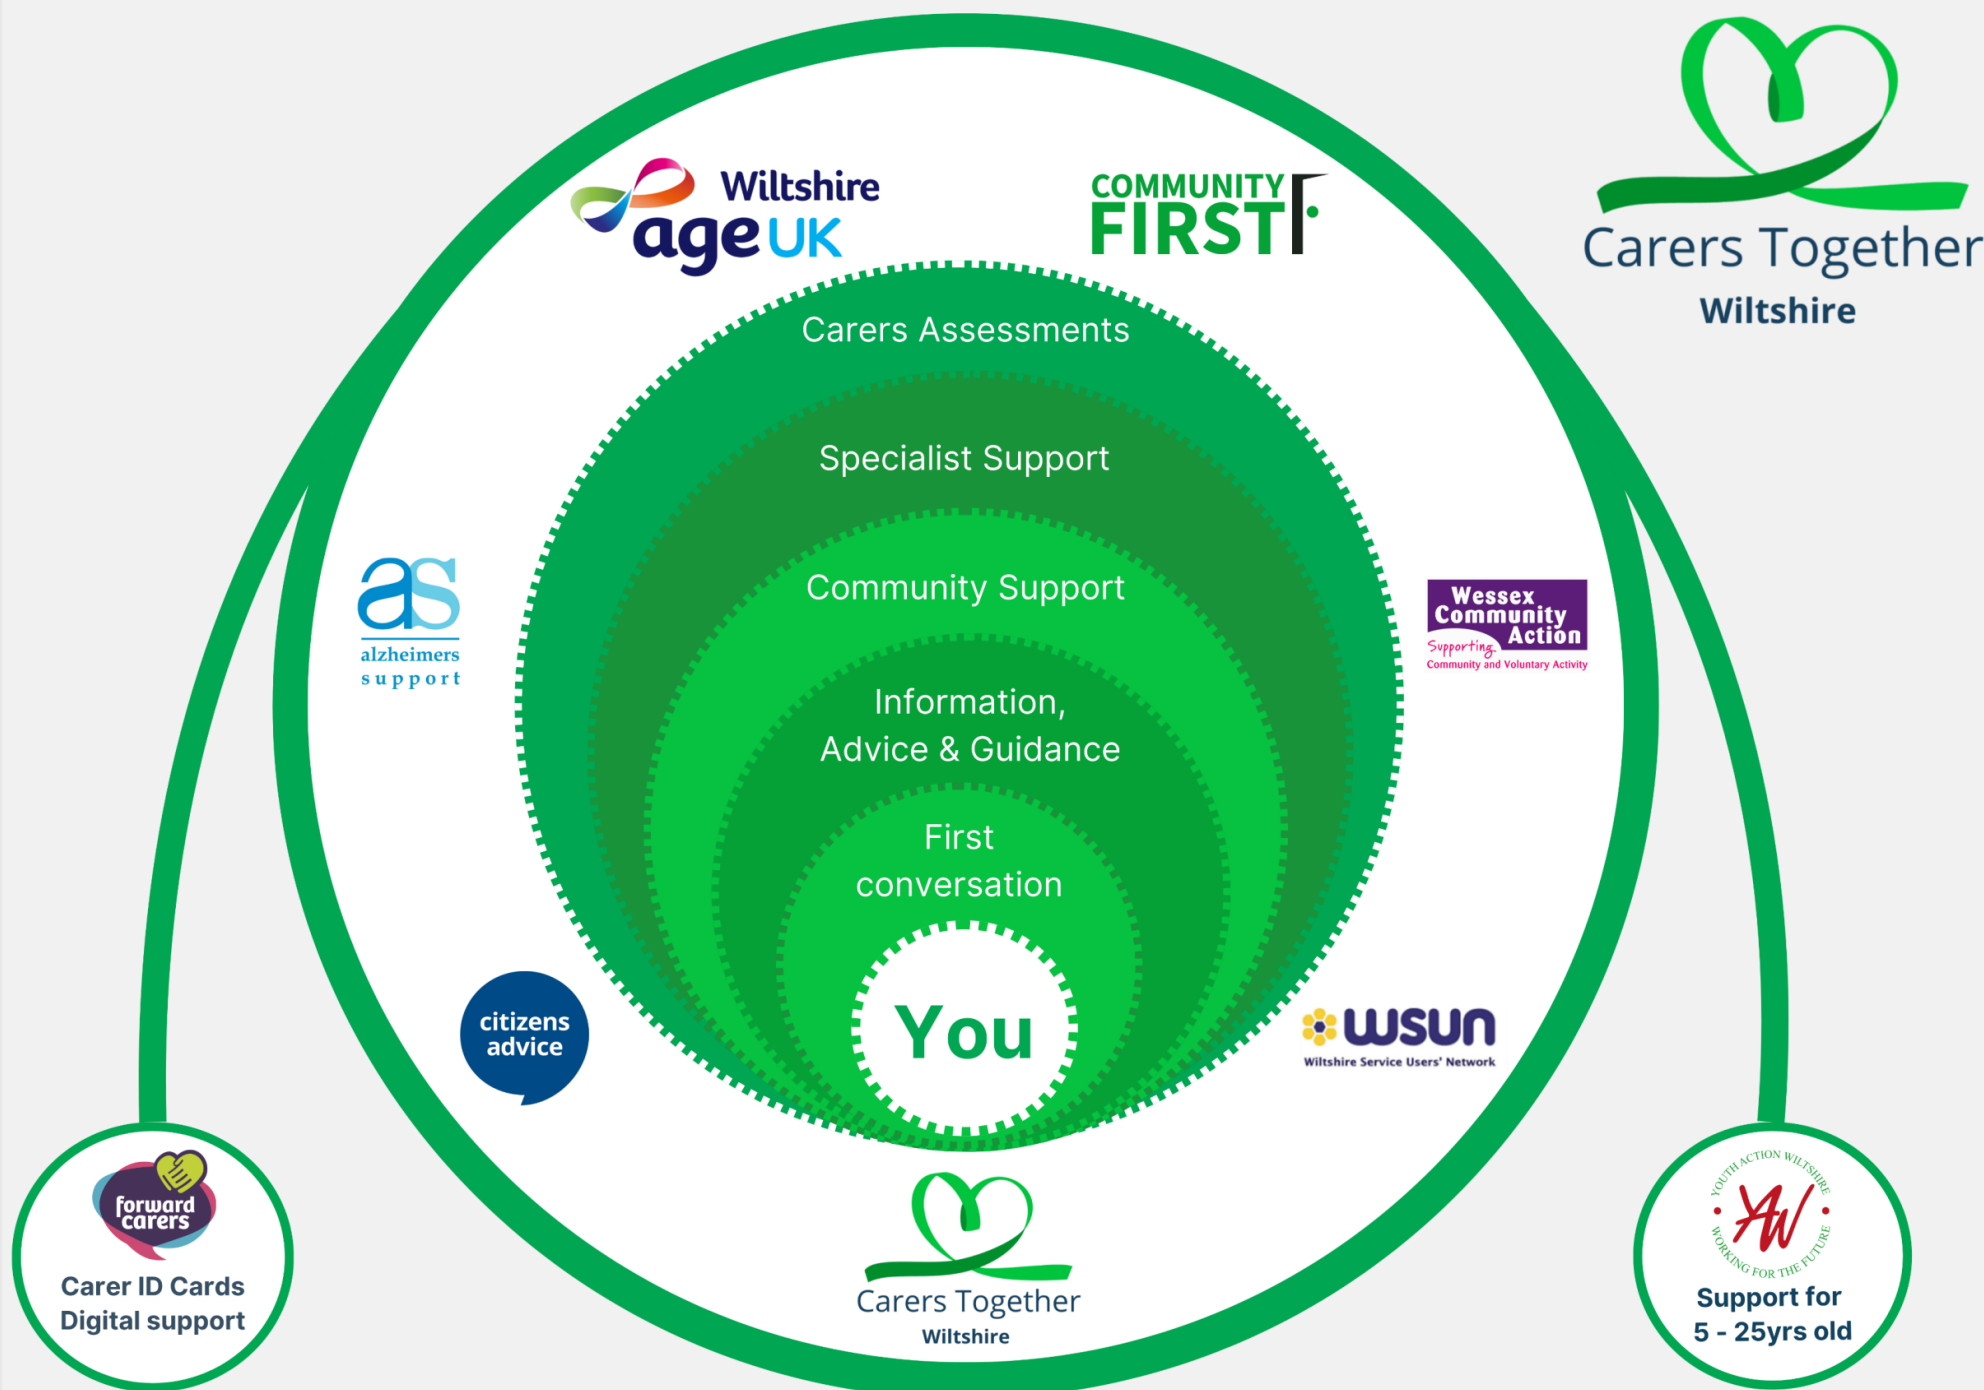 Wiltshire
age UK
COMMUNITY
FIRST
Carers Together
Wiltshire
Carers Assessments
Specialist Support
Community Support
Information,
Advice & Guidance
First
conversation
You
as
alzheimers
support
Wessex
Community
Action
Supporting
Community and Voluntary Activity
citizens
advice
wsun
Wiltshire Service Users' Network
Carers Together
Wiltshire
forward
carers
Carer ID Cards
Digital support
YOUTH ACTION WILTSHIRE
YAW
WORKING FOR THE FUTURE
Support for
5 - 25yrs old